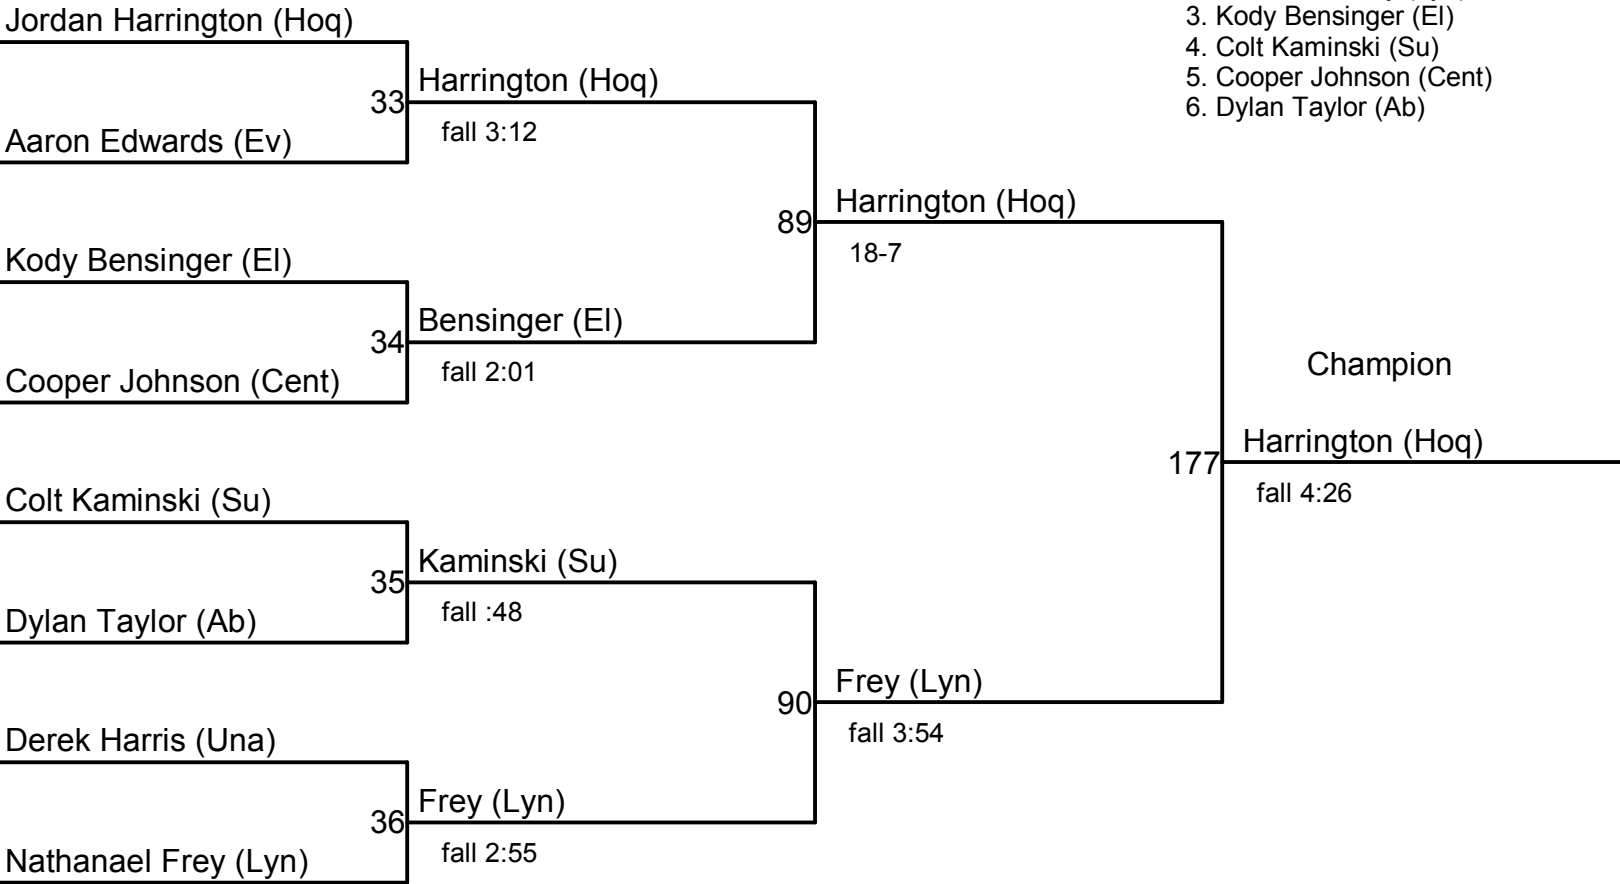 Jordan Harrington (Hoq)
3. Kody Bensinger (El)
4. Colt Kaminski (Su)
5. Cooper Johnson (Cent)
6. Dylan Taylor (Ab)
Harrington (Hoq)
33
fall 3:12
Aaron Edwards (Ev)
Harrington (Hoq)
89
18-7
Kody Bensinger (El)
Bensinger (El)
34
fall 2:01
Cooper Johnson (Cent)
Champion
Harrington (Hoq)
177
fall 4:26
Colt Kaminski (Su)
Kaminski (Su)
35
fall :48
Dylan Taylor (Ab)
Frey (Lyn)
90
fall 3:54
Derek Harris (Una)
Frey (Lyn)
36
fall 2:55
Nathanael Frey (Lyn)